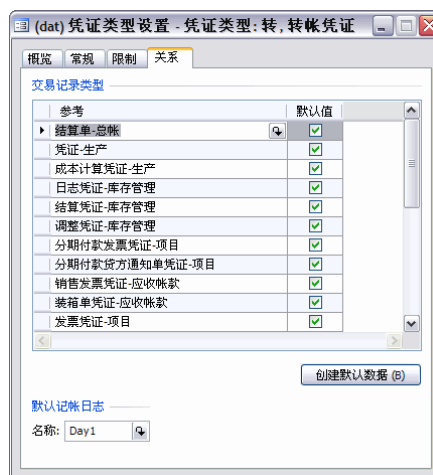 (dat) 凭证类型设置 - 凭证类型: 转, 转帐凭证
概览 常规 限制 关系
交易记录类型
参考 默认值
结算单-总帐
凭证-生产
成本计算凭证-生产
日志凭证-库存管理
结算凭证-库存管理
调整凭证-库存管理
分期付款发票凭证-项目
分期付款贷方通知单凭证-项目
销售发票凭证-应收帐款
装箱单凭证-应收帐款
发票凭证-项目
创建默认数据 (B)
默认记帐日志
名称: Day1